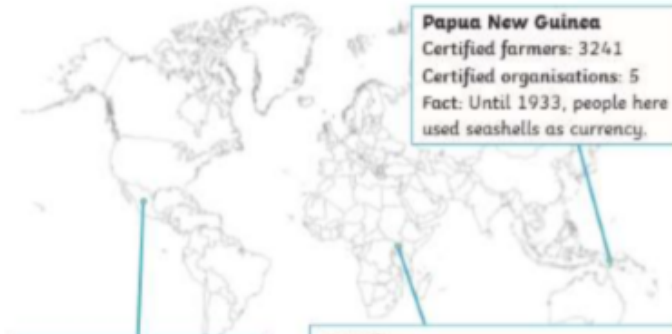 Papua New Guinea
Certified farmers: 3241
Certified organisations: 5
Fact: Until 1933, people here
used seashells as currency.